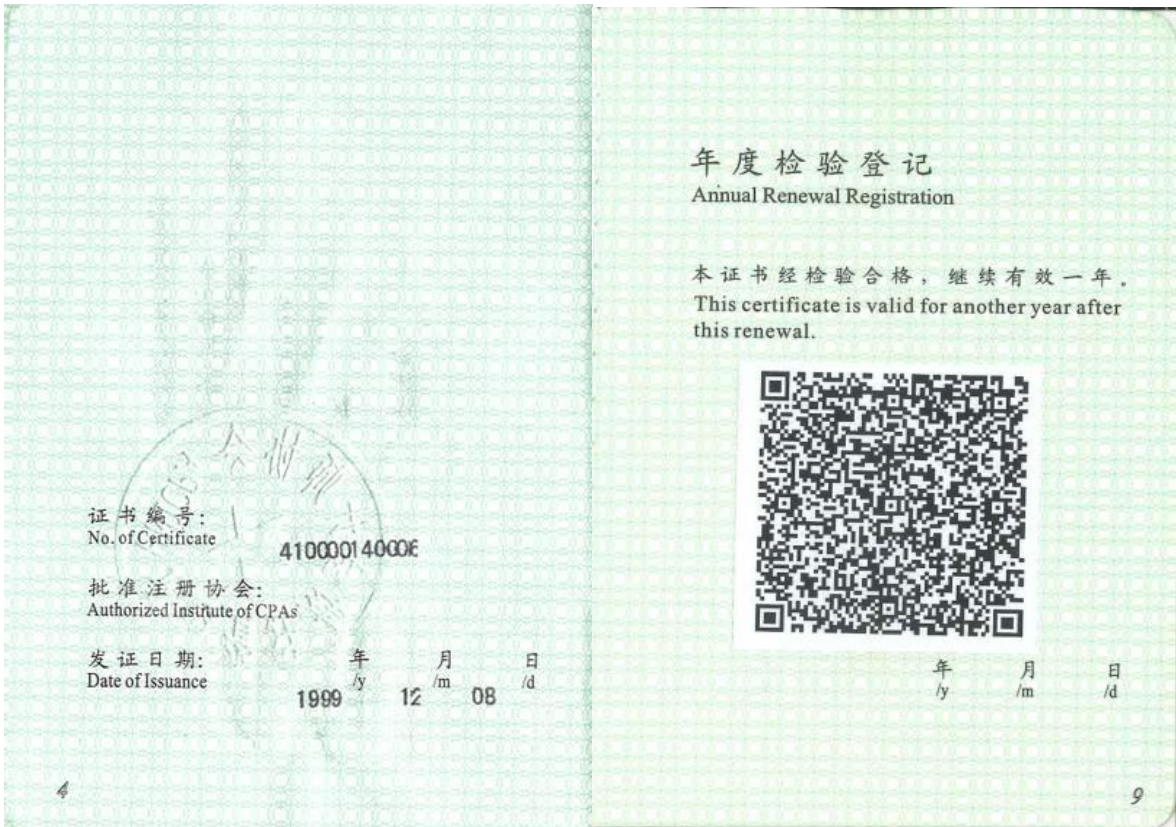 证书编号:
No. of Certificate
410000140006
批准注册协会:
Authorized Institute of CPAs
发证日期: 年 月 日
Date of Issuance /y /m /d
1999 12 08
4
年度检验登记
Annual Renewal Registration
本证书经检验合格，继续有效一年。
This certificate is valid for another year after
this renewal.
年 月 日
/y /m /d
9